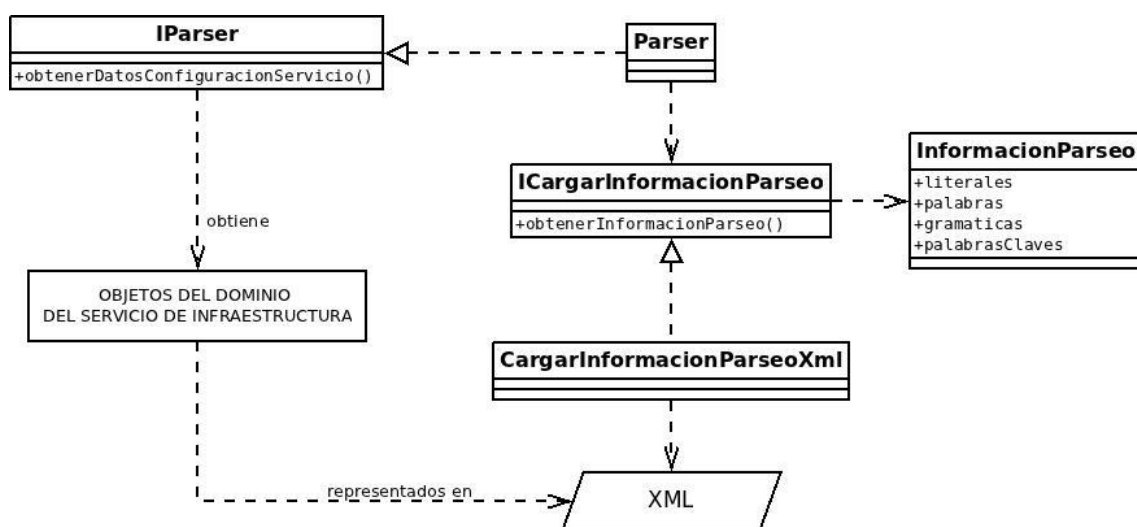 IParser
+obtenerDatosConfiguracionServicio()
Parser
ICargarInformacionParseo
+obtenerInformacionParseo()
InformacionParseo
+literales
+palabras
+gramaticas
+palabrasClaves
obtiene
OBJETOS DEL DOMINIO
DEL SERVICIO DE INFRAESTRUCTURA
CargarInformacionParseoXml
representados en
XML